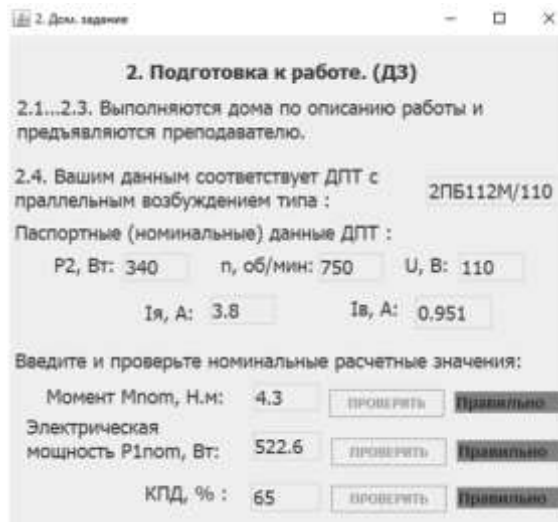 2. Дом. задание
2. Подготовка к работе. (ДЗ)
2.1...2.3. Выполняются дома по описанию работы и
предъявляются преподавателю.
2.4. Вашим данным соответствует ДПТ с
праллельным возбуждением типа :
2ПБ112М/110
Паспортные (номинальные) данные ДПТ :
P2, Вт: 340 n, об/мин: 750 U, В: 110
Iя, А: 3.8 Iв, А: 0.951
Введите и проверьте номинальные расчетные значения:
Момент Mnom, Н.м: 4.3 ПРОВЕРИТЬ Правильно
Электрическая
мощность P1nom, Вт: 522.6 ПРОВЕРИТЬ Правильно
КПД, % : 65 ПРОВЕРИТЬ Правильно